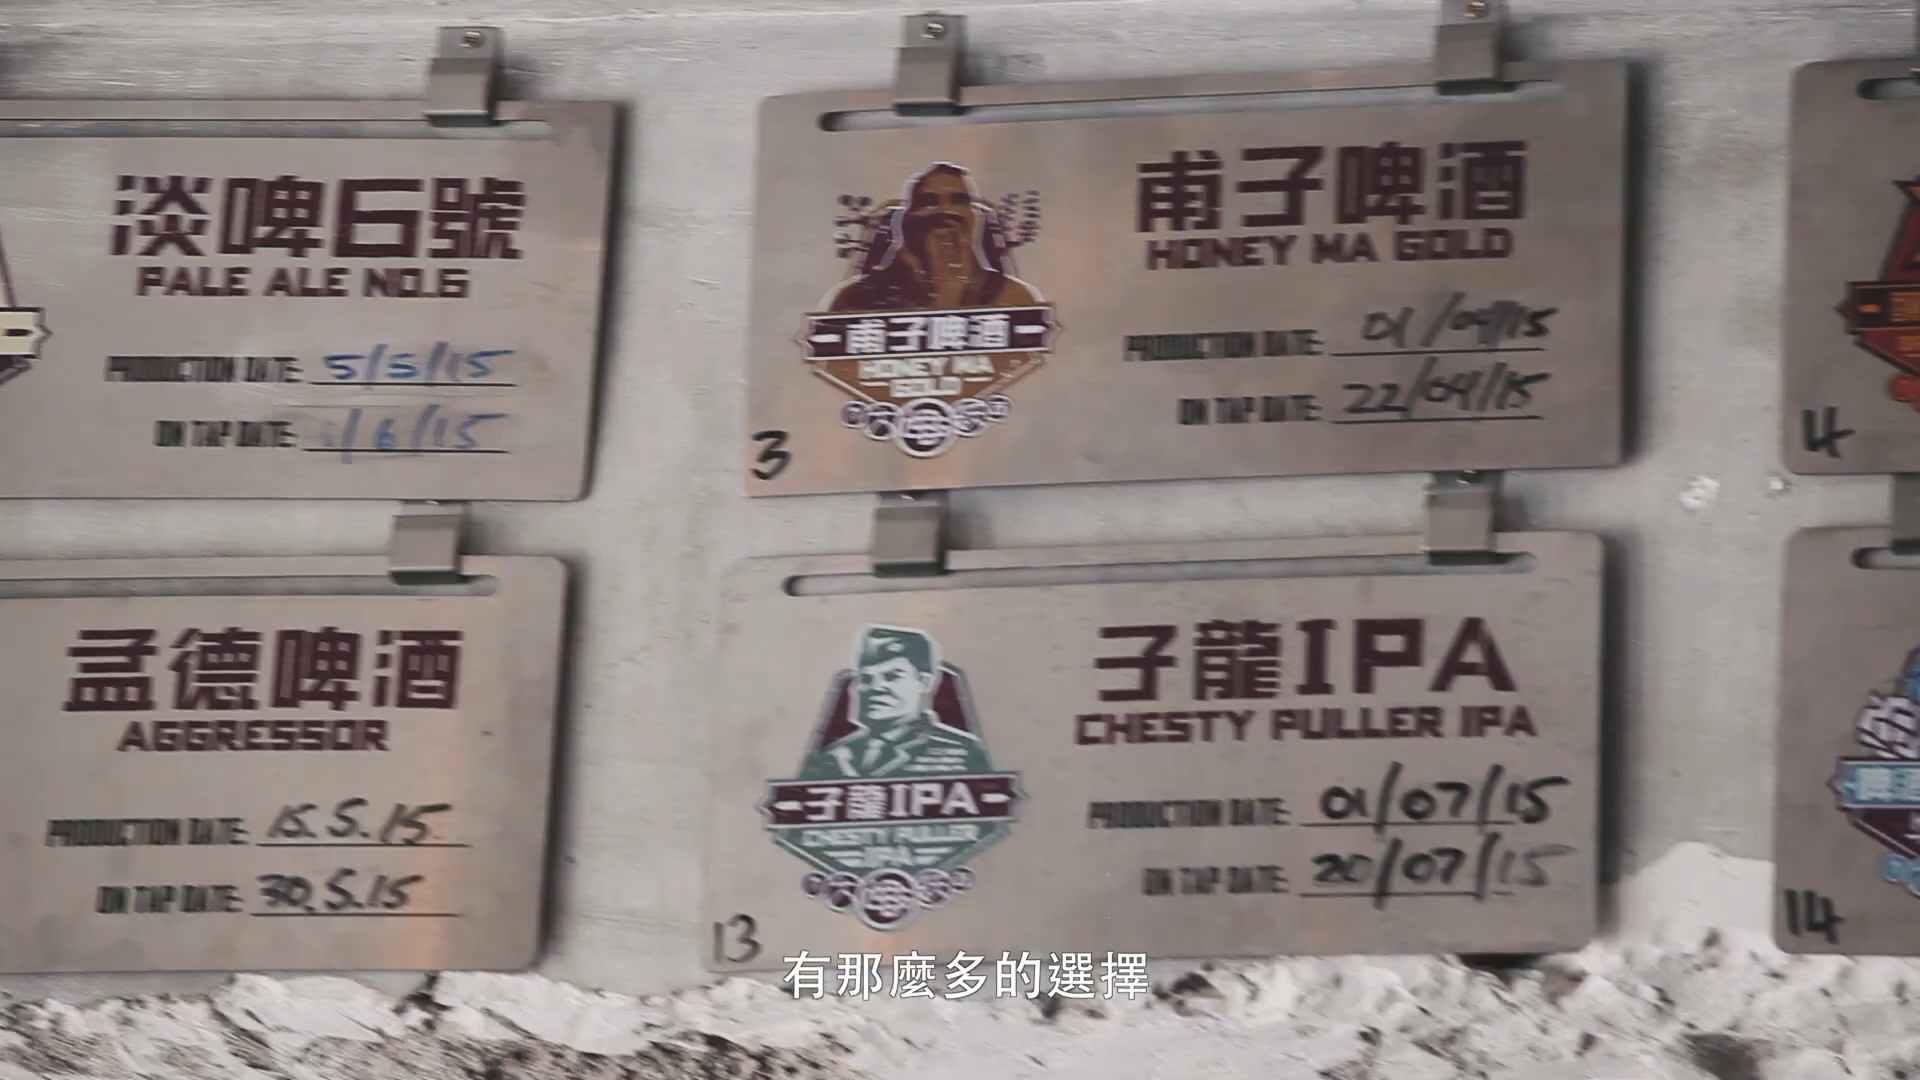 淡啤6號
PALE ALE NO.6
PRODUCTION DATE: 5/5/15
ON TAP DATE: 1/6/15
甫子啤酒
HONEY MA GOLD
PRODUCTION DATE: 01/04/15
ON TAP DATE: 22/04/15
甫子啤酒
HONEY MA
GOLD
3
4
孟德啤酒
AGGRESSOR
PRODUCTION DATE: 15.5.15
ON TAP DATE: 30.5.15
子龍IPA
CHESTY PULLER IPA
PRODUCTION DATE: 01/07/15
ON TAP DATE: 20/07/15
子龍IPA
CHESTY PULLER
IPA
13
14
有那麼多的選擇